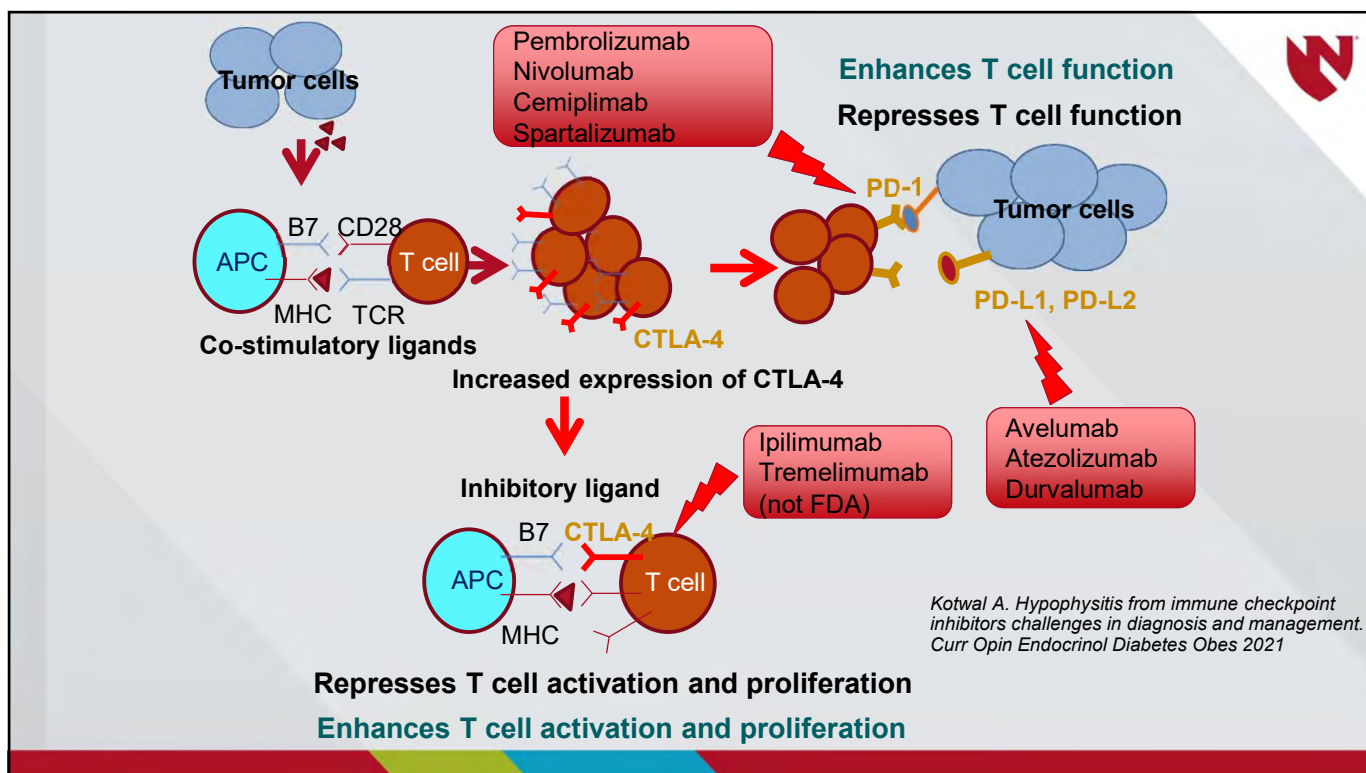 Tumor cells
Pembrolizumab
Nivolumab
Cemiplimab
Spartalizumab
Enhances T cell function
Represses T cell function
N
B7 CD28
APC
T cell
MHC TCR
Co-stimulatory ligands
CTLA-4
Increased expression of CTLA-4
PD-1
Tumor cells
PD-L1, PD-L2
Avelumab
Atezolizumab
Durvalumab
Ipilimumab
Tremelimumab
(not FDA)
Inhibitory ligand
B7 CTLA-4
APC
T cell
MHC
Represses T cell activation and proliferation
Enhances T cell activation and proliferation
Kotwal A. Hypophysitis from immune checkpoint
inhibitors challenges in diagnosis and management.
Curr Opin Endocrinol Diabetes Obes 2021